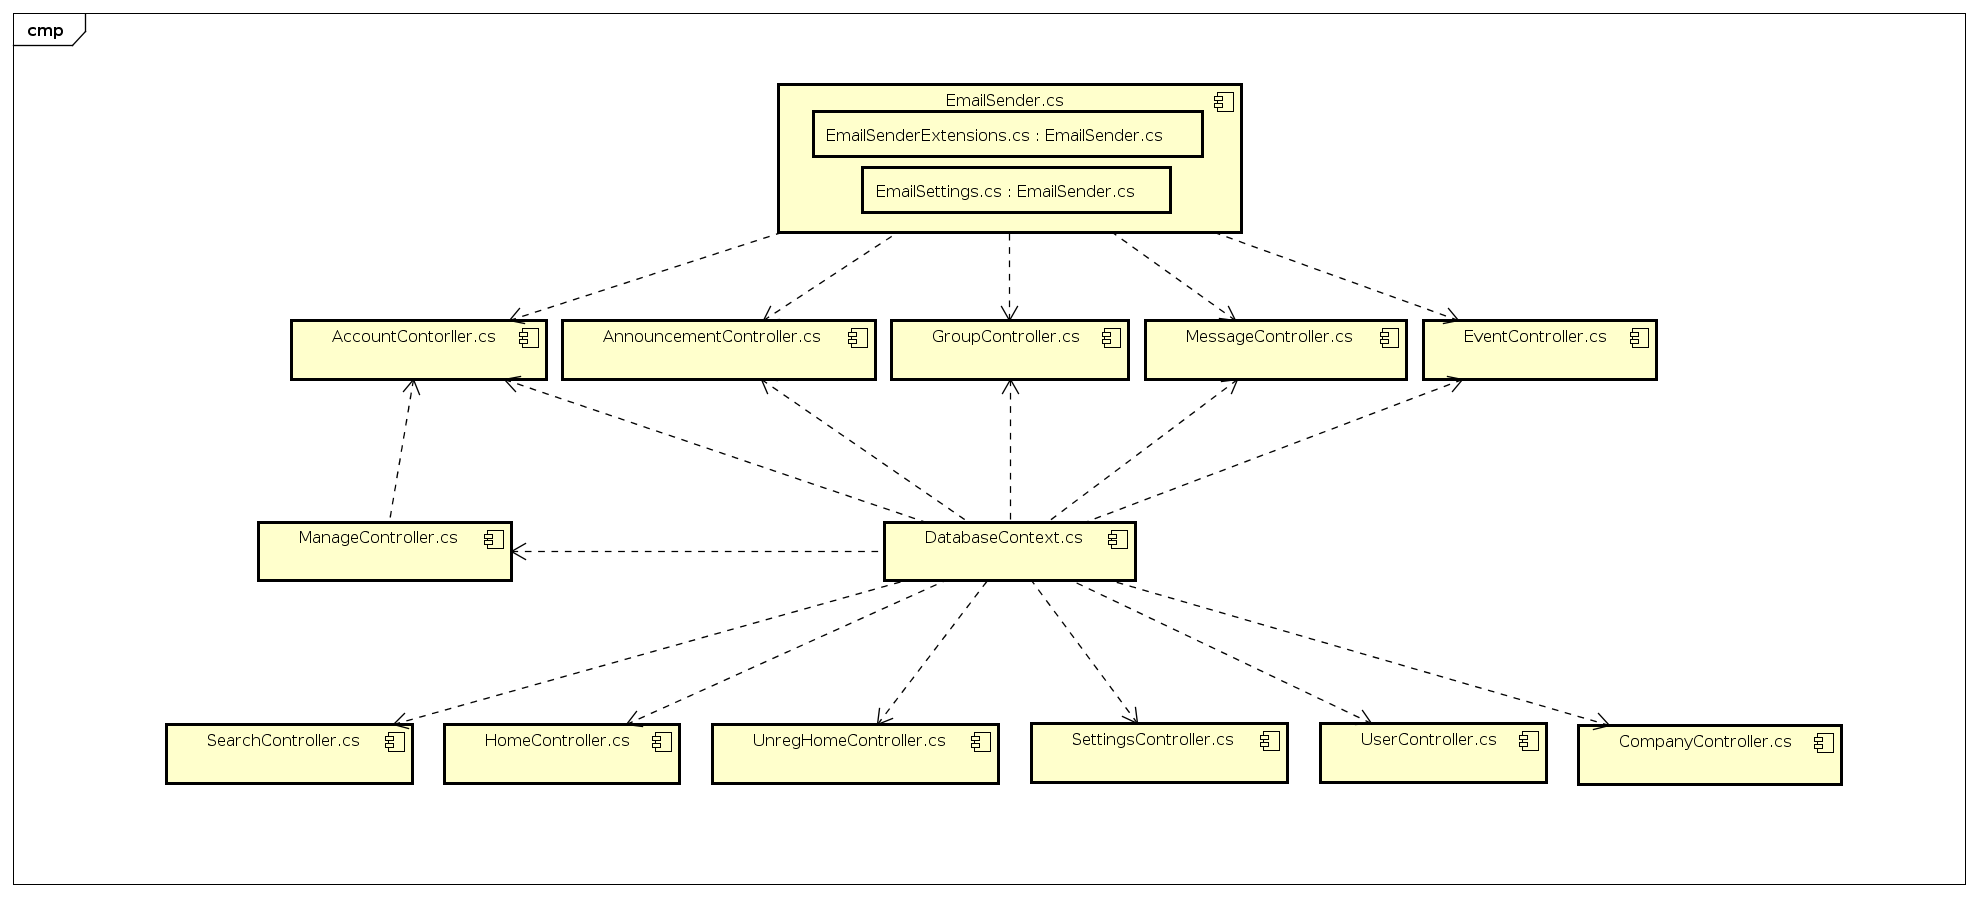 cmp
EmailSender.cs
EmailSenderExtensions.cs : EmailSender.cs
EmailSettings.cs : EmailSender.cs
AccountContorller.cs
AnnouncementController.cs
GroupController.cs
MessageController.cs
EventController.cs
ManageController.cs
DatabaseContext.cs
SearchController.cs
HomeController.cs
UnregHomeController.cs
SettingsController.cs
UserController.cs
CompanyController.cs